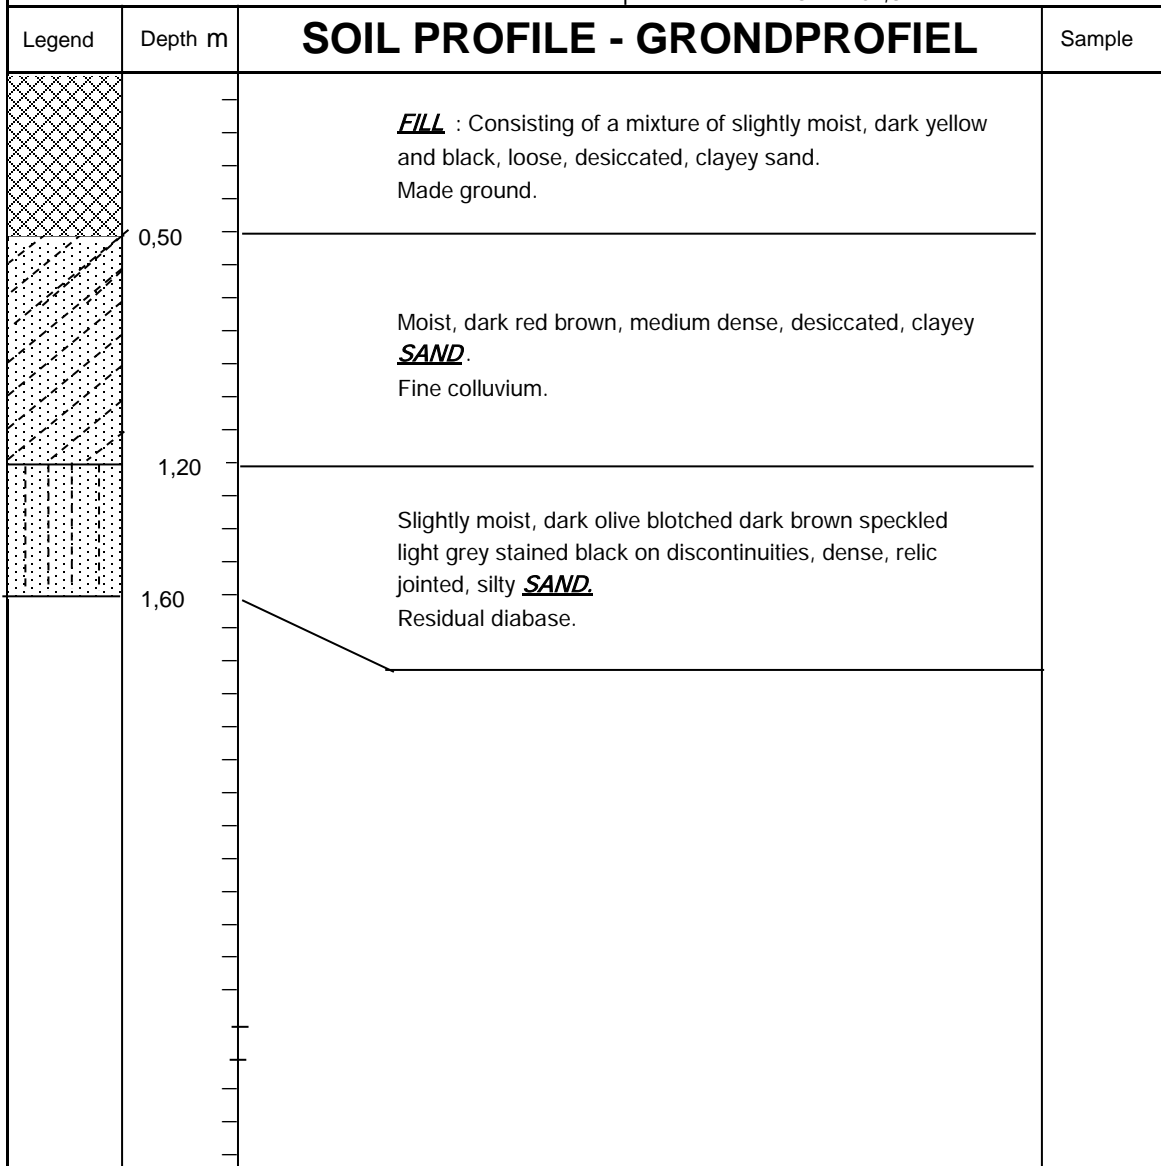 Legend Depth m SOIL PROFILE - GRONDPROFIEL Sample
FILL : Consisting of a mixture of slightly moist, dark yellow
and black, loose, desiccated, clayey sand.
Made ground.
0,50
Moist, dark red brown, medium dense, desiccated, clayey
SAND.
Fine colluvium.
1,20
Slightly moist, dark olive blotched dark brown speckled
light grey stained black on discontinuities, dense, relic
jointed, silty SAND.
1,60
Residual diabase.